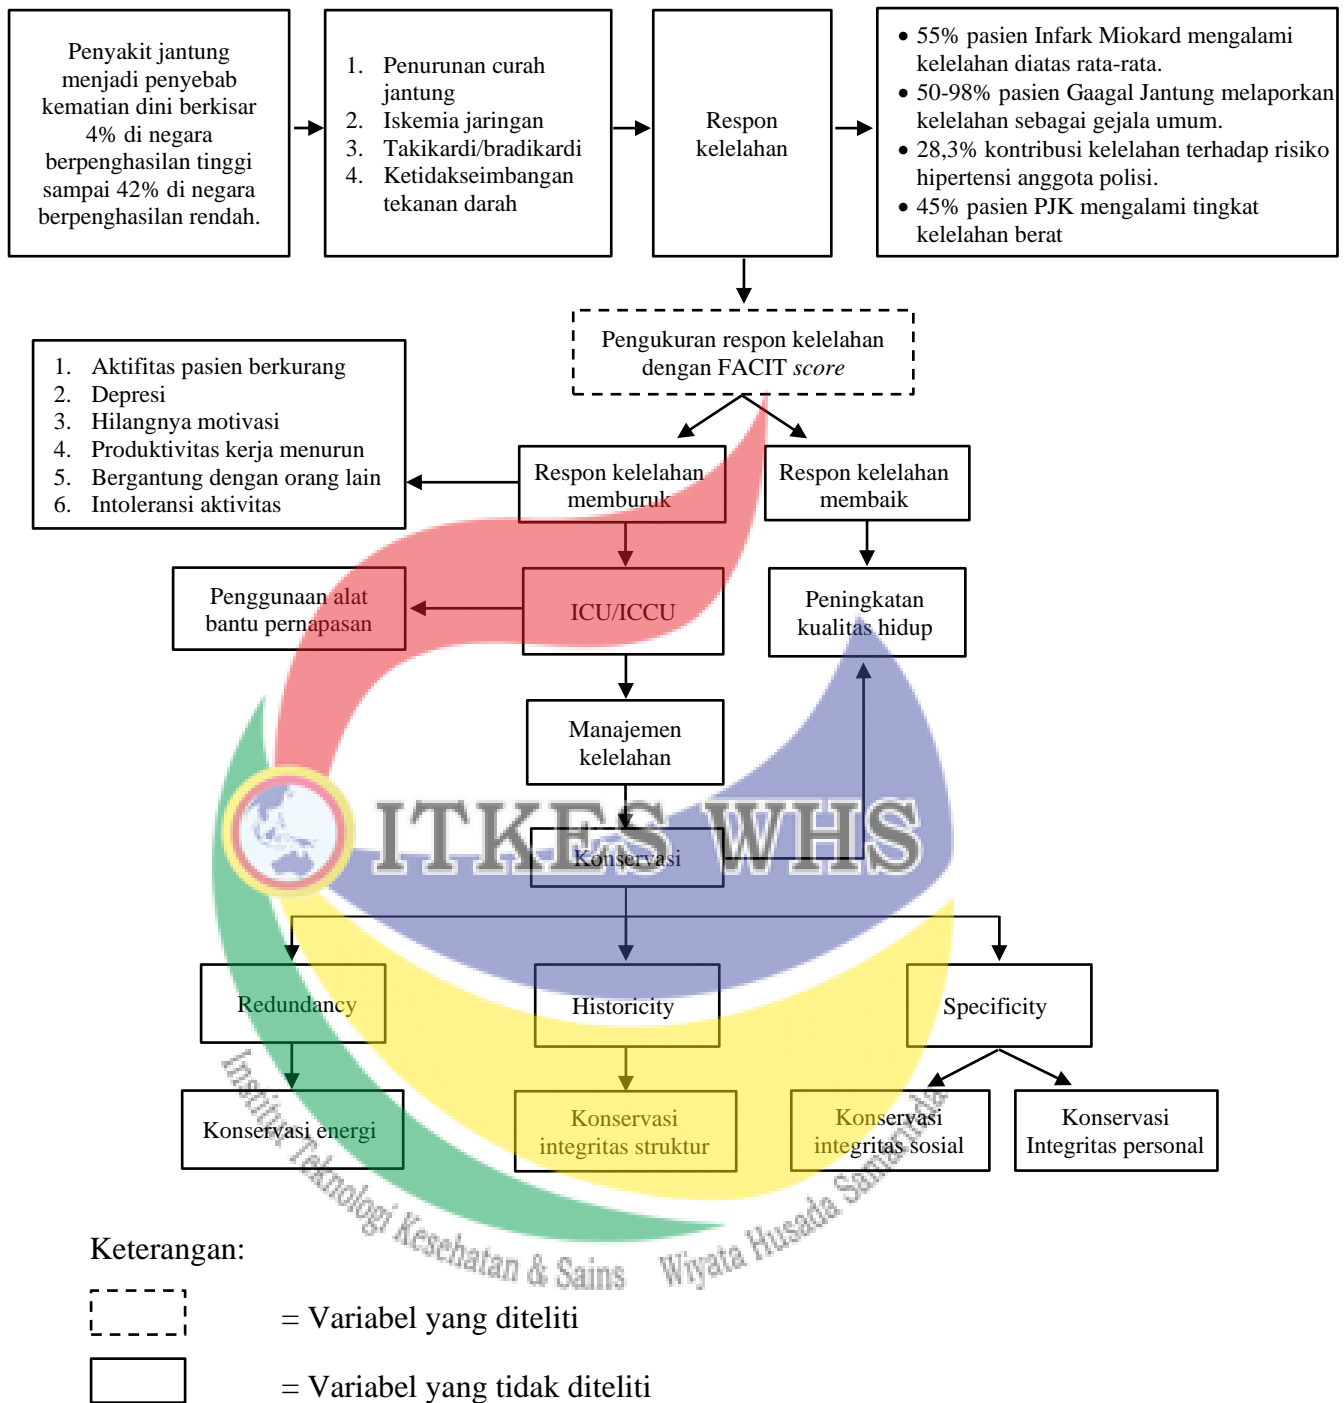 Penyakit jantung
menjadi penyebab
kematian dini berkisar
4% di negara
berpenghasilan tinggi
sampai 42% di negara
berpenghasilan rendah.
1. Penurunan curah
jantung
2. Iskemia jaringan
3. Takikardi/bradikardi
4. Ketidakseimbangan
tekanan darah
Respon
kelelahan
• 55% pasien Infark Miokard mengalami
kelelahan diatas rata-rata.
• 50-98% pasien Gaagal Jantung melaporkan
kelelahan sebagai gejala umum.
• 28,3% kontribusi kelelahan terhadap risiko
hipertensi anggota polisi.
• 45% pasien PJK mengalami tingkat
kelelahan berat
Pengukuran respon kelelahan
dengan FACIT score
1. Aktifitas pasien berkurang
2. Depresi
3. Hilangnya motivasi
4. Produktivitas kerja menurun
5. Bergantung dengan orang lain
6. Intoleransi aktivitas
Respon kelelahan
memburuk
Respon kelelahan
membaik
Penggunaan alat
bantu pernapasan
ICU/ICCU
Peningkatan
kualitas hidup
Manajemen
kelelahan
ITKES WHS
Konservasi
Redundancy
Historicity
Specificity
Konservasi energi
Konservasi
integritas struktur
Konservasi
integritas sosial
Konservasi
Integritas personal
Institut Teknologi Kesehatan & Sains Wiyata Husada Samarinda
Keterangan:
= Variabel yang diteliti
= Variabel yang tidak diteliti